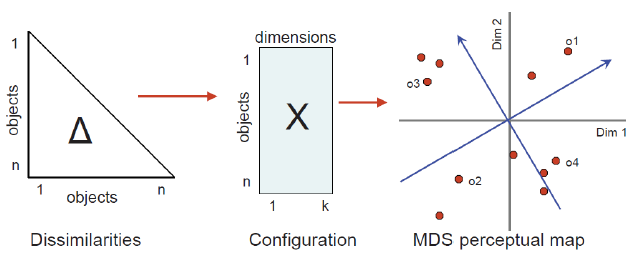 1
objects
n
Δ
1
n
objects
Dissimilarities
dimensions
1
objects
n
X
1
k
Configuration
Dim 2
o1
o3
Dim 1
o4
o2
MDS perceptual map